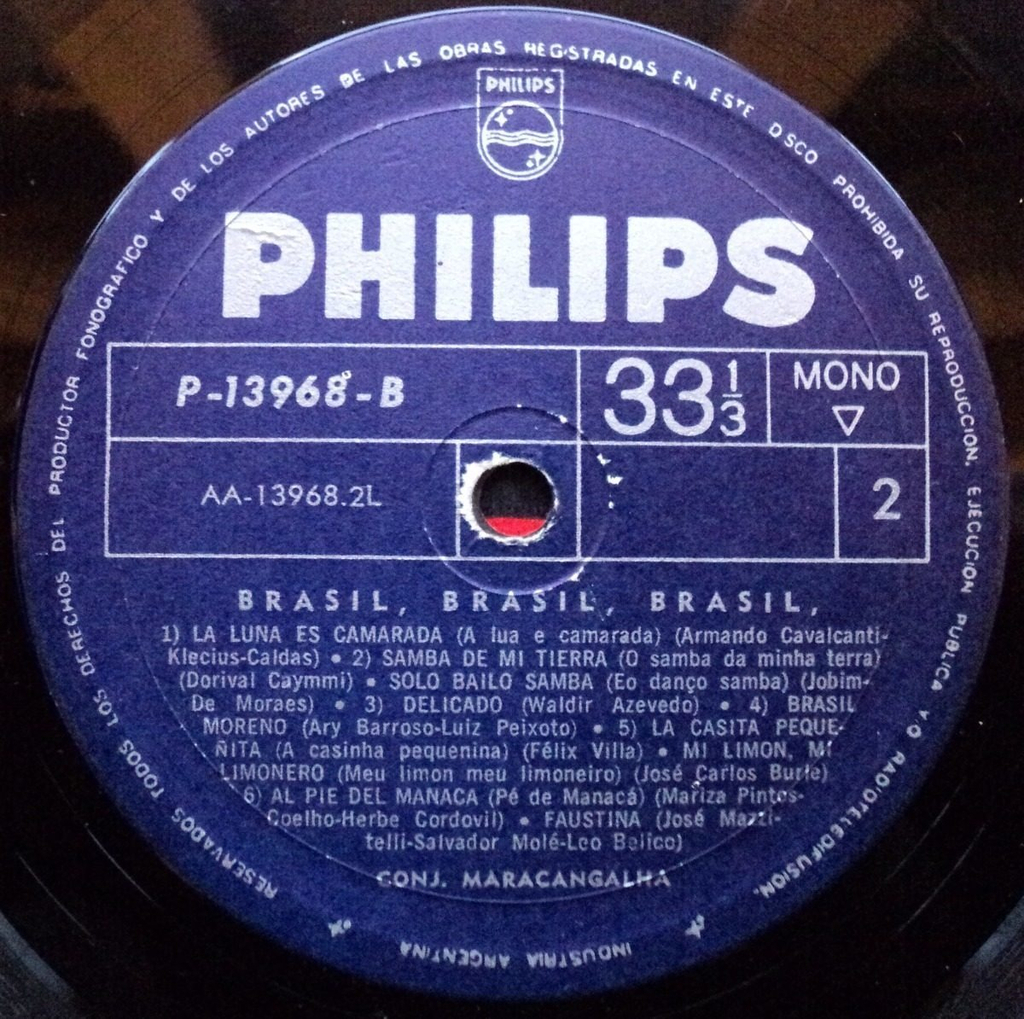 RESERVADOS TODOS LOS DERECHOS DEL PRODUCTOR FONOGRAFICO Y DE LOS AUTORES DE LAS OBRAS REGISTRADAS EN ESTE DISCO PROHIBIDA SU REPRODUCCION, EJECUCION PUBLICA Y/O RADIOTELEDIFUSION.
PHILIPS
PHILIPS
P-13968-B
33 1/3
MONO
AA-13968.2L
2
BRASIL, BRASIL, BRASIL,
1) LA LUNA ES CAMARADA (A lua e camarada) (Armando Cavalcanti-
Klecius-Caldas) • 2) SAMBA DE MI TIERRA (O samba da minha terra)
(Dorival Caymmi) • SOLO BAILO SAMBA (Eo danço samba) (Jobim-
De Moraes) • 3) DELICADO (Waldir Azevedo) • 4) BRASIL
MORENO (Ary Barroso-Luiz Peixoto) • 5) LA CASITA PEQUE-
ÑITA (A casinha pequenina) (Félix Villa) • MI LIMON, MI
LIMONERO (Meu limon meu limoneiro) (José Carlos Burle)
6) AL PIE DEL MANACA (Pé de Manacá) (Mariza Pintos-
Coelho-Herbe Cordovil) • FAUSTINA (José Mazzi-
telli-Salvador Molé-Leo Belico)
CONJ. MARACANGALHA
INDUSTRIA ARGENTINA